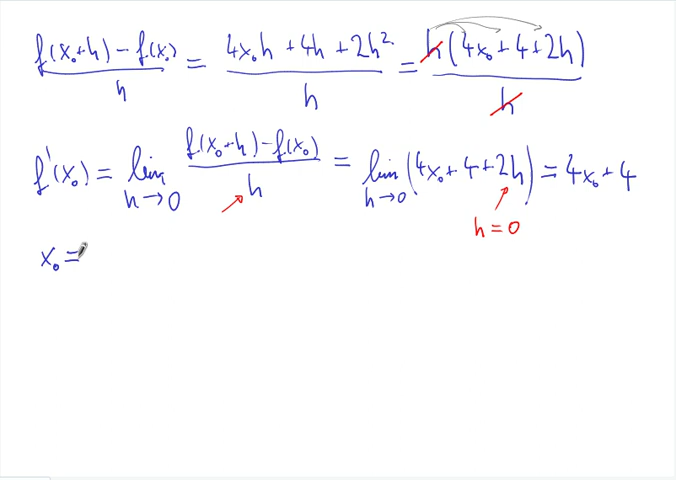 f(x₀+h) − f(x₀) / h = 4x₀h + 4h + 2h² / h = h(4x₀ + 4 + 2h) / h
f'(x₀) = lim h→0 f(x₀+h) − f(x₀) / h = lim h→0 (4x₀ + 4 + 2h) = 4x₀ + 4
h = 0
x₀ =